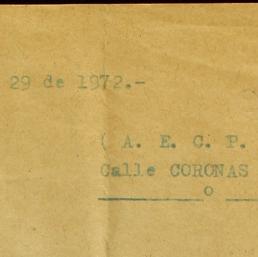 29 de 1972.-
( A. E. C. P.
Calle CORONAS
o